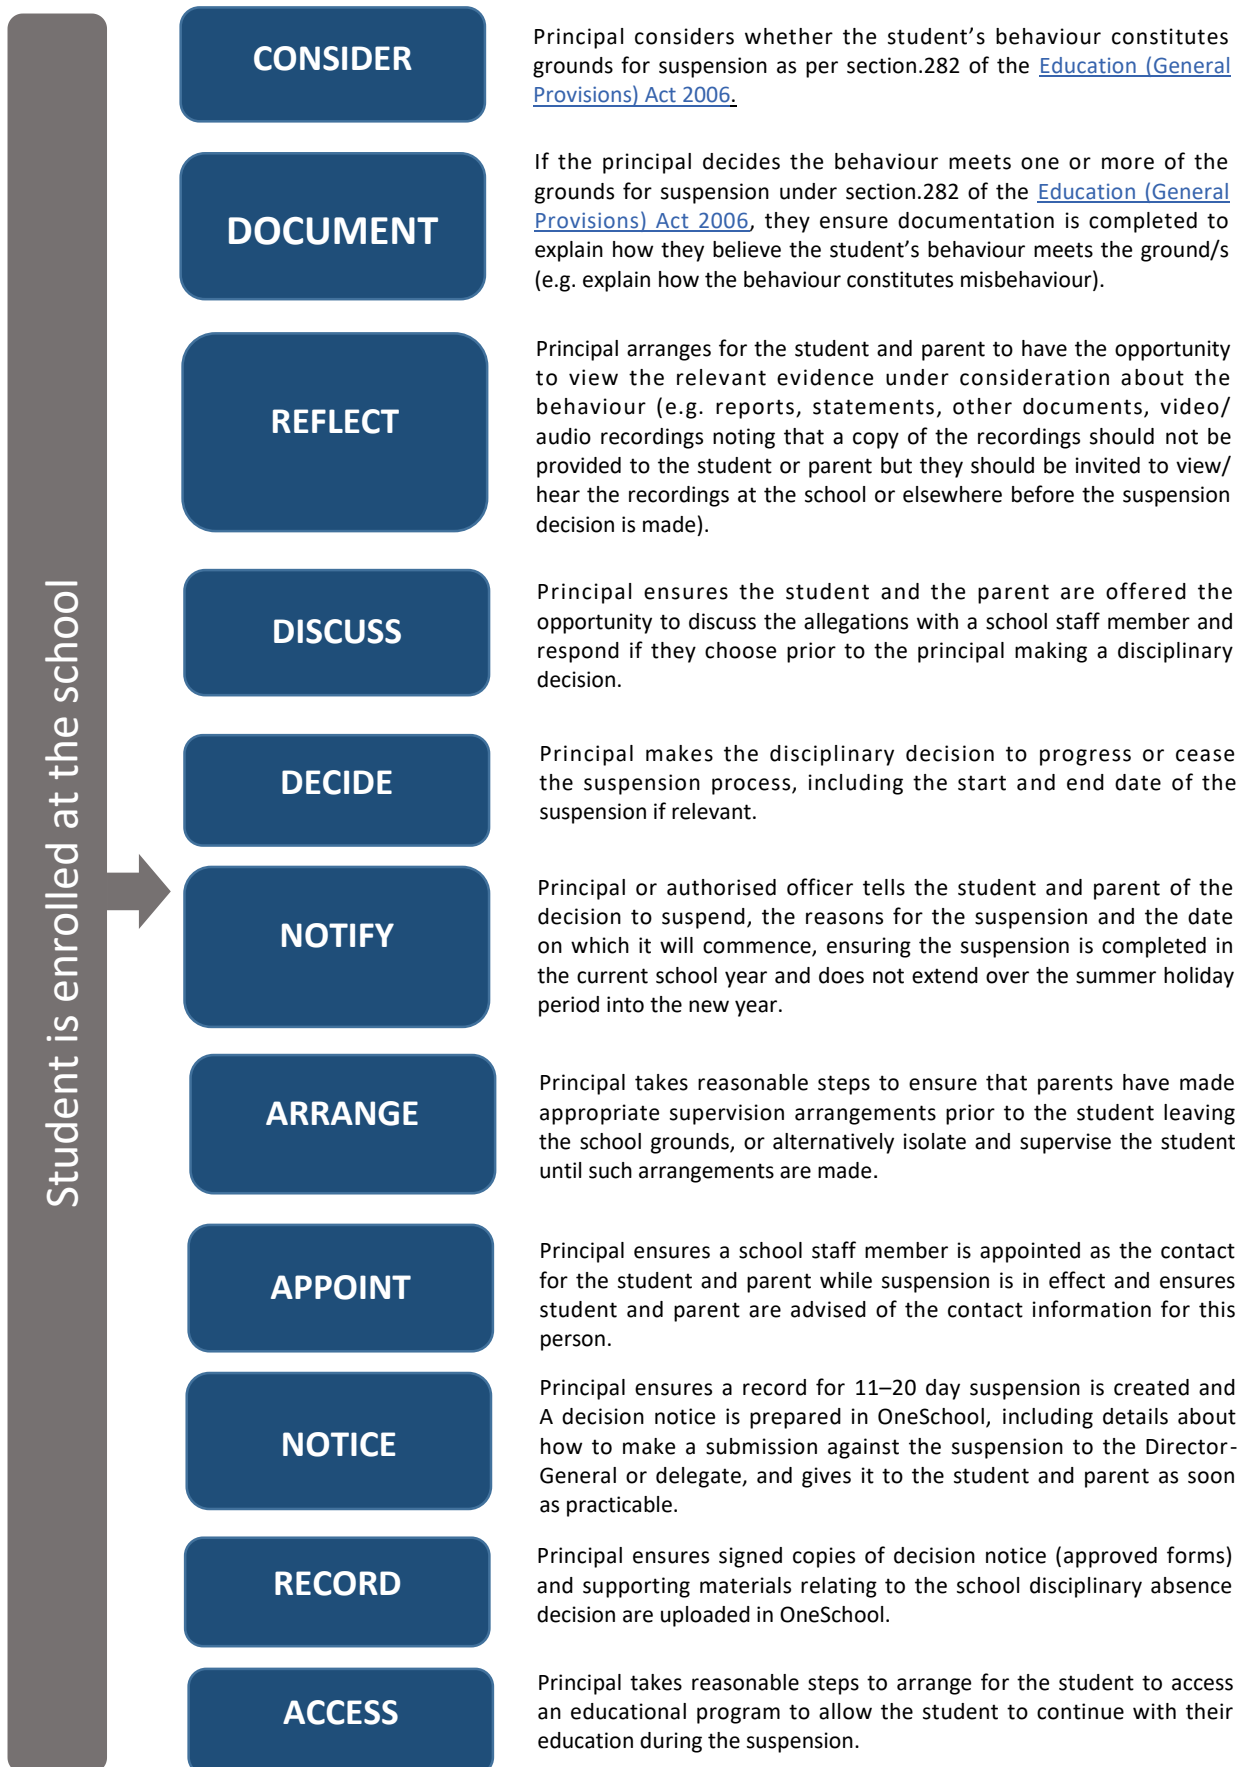 Student is enrolled at the school
CONSIDER
Principal considers whether the student’s behaviour constitutes
grounds for suspension as per section.282 of the Education (General
Provisions) Act 2006.
DOCUMENT
If the principal decides the behaviour meets one or more of the
grounds for suspension under section.282 of the Education (General
Provisions) Act 2006, they ensure documentation is completed to
explain how they believe the student’s behaviour meets the ground/s
(e.g. explain how the behaviour constitutes misbehaviour).
REFLECT
Principal arranges for the student and parent to have the opportunity
to view the relevant evidence under consideration about the
behaviour (e.g. reports, statements, other documents, video/
audio recordings noting that a copy of the recordings should not be
provided to the student or parent but they should be invited to view/
hear the recordings at the school or elsewhere before the suspension
decision is made).
DISCUSS
Principal ensures the student and the parent are offered the
opportunity to discuss the allegations with a school staff member and
respond if they choose prior to the principal making a disciplinary
decision.
DECIDE
Principal makes the disciplinary decision to progress or cease
the suspension process, including the start and end date of the
suspension if relevant.
NOTIFY
Principal or authorised officer tells the student and parent of the
decision to suspend, the reasons for the suspension and the date
on which it will commence, ensuring the suspension is completed in
the current school year and does not extend over the summer holiday
period into the new year.
ARRANGE
Principal takes reasonable steps to ensure that parents have made
appropriate supervision arrangements prior to the student leaving
the school grounds, or alternatively isolate and supervise the student
until such arrangements are made.
APPOINT
Principal ensures a school staff member is appointed as the contact
for the student and parent while suspension is in effect and ensures
student and parent are advised of the contact information for this
person.
NOTICE
Principal ensures a record for 11–20 day suspension is created and
A decision notice is prepared in OneSchool, including details about
how to make a submission against the suspension to the Director-
General or delegate, and gives it to the student and parent as soon
as practicable.
RECORD
Principal ensures signed copies of decision notice (approved forms)
and supporting materials relating to the school disciplinary absence
decision are uploaded in OneSchool.
ACCESS
Principal takes reasonable steps to arrange for the student to access
an educational program to allow the student to continue with their
education during the suspension.